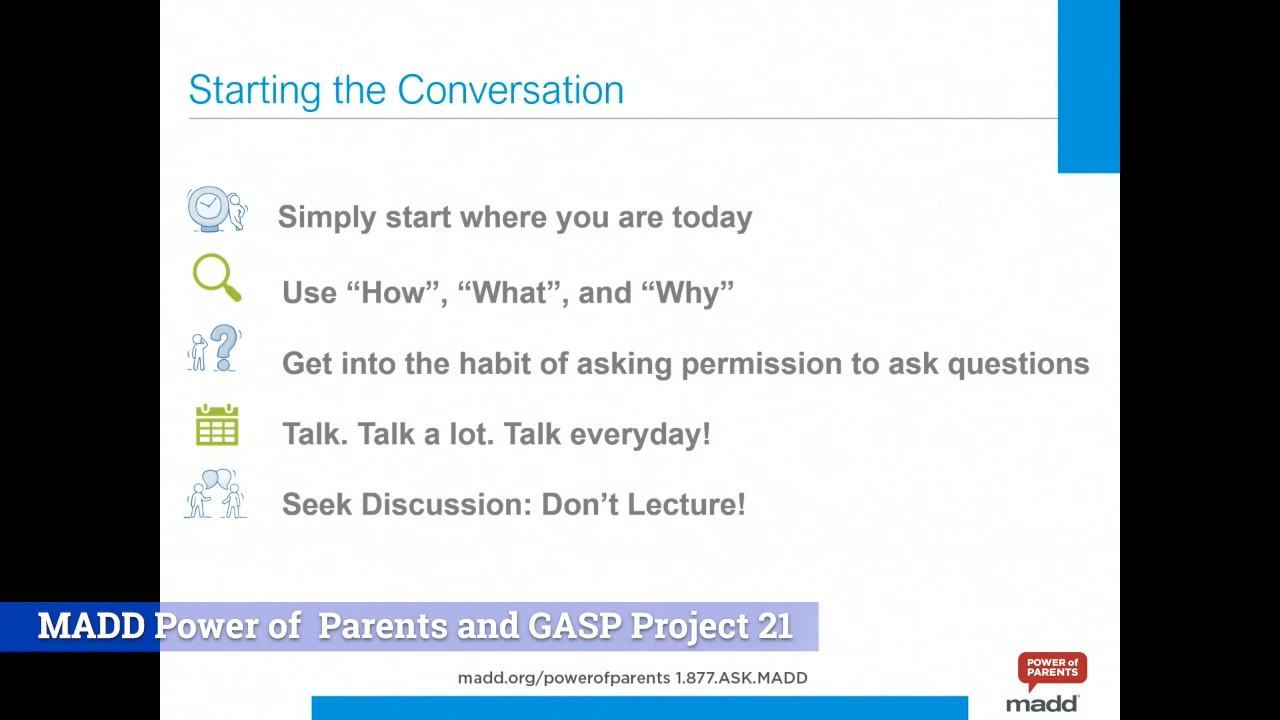 Starting the Conversation
Simply start where you are today
Use “How”, “What”, and “Why”
Get into the habit of asking permission to ask questions
Talk. Talk a lot. Talk everyday!
Seek Discussion: Don’t Lecture!
MADD Power of  Parents and GASP Project 21
madd.org/powerofparents 1.877.ASK.MADD
POWER of
PARENTS
madd